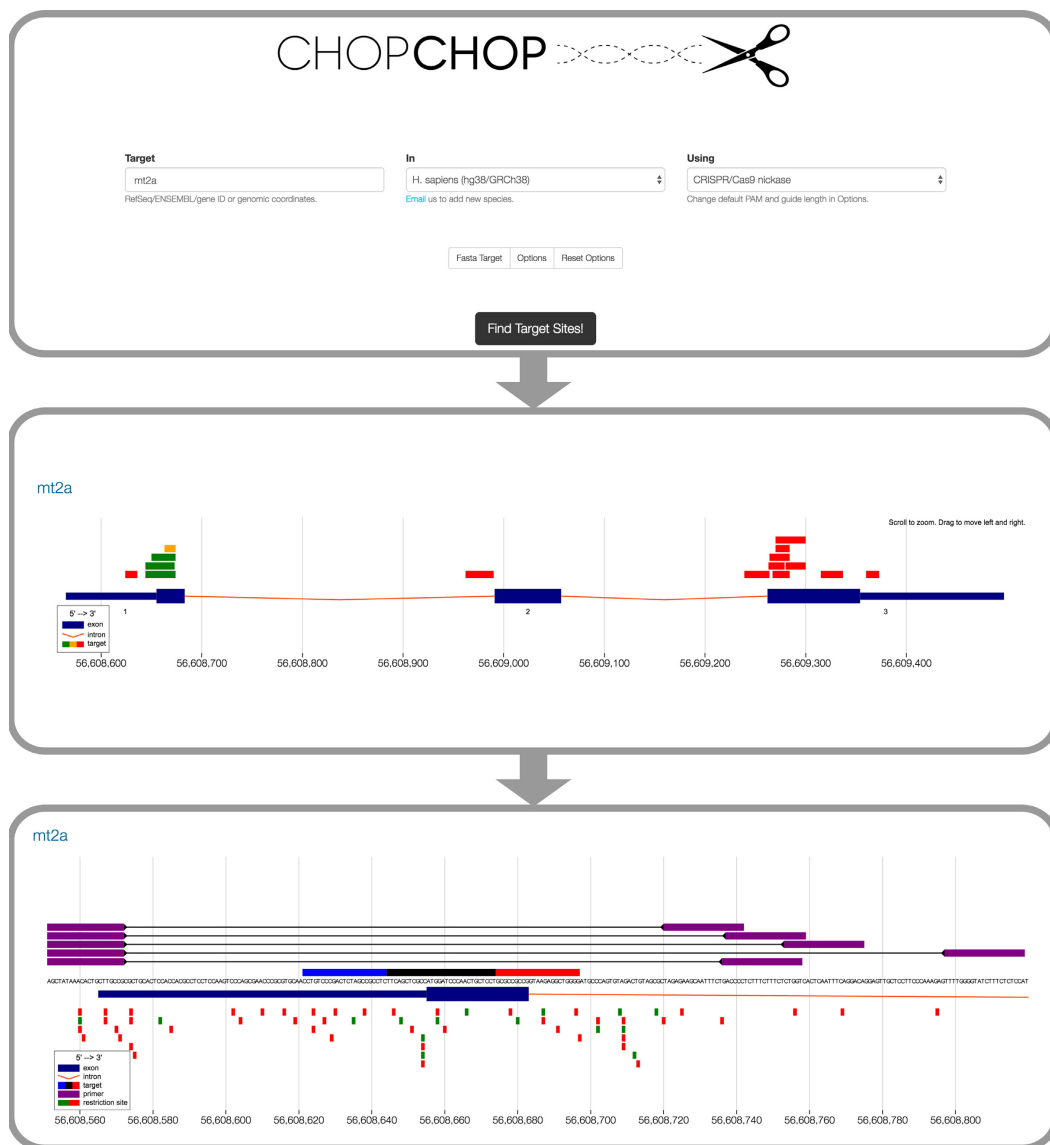 CHOPCHOP
Target
In
Using
mt2a
H. sapiens (hg38/GRCh38)
CRISPR/Cas9 nickase
RefSeq/ENSEMBL/gene ID or genomic coordinates.
Email us to add new species.
Change default PAM and guide length in Options.
Fasta Target
Options
Reset Options
Find Target Sites!
mt2a
Scroll to zoom. Drag to move left and right.
1
2
3
5' --> 3'
exon
intron
target
56,608,600
56,608,700
56,608,800
56,608,900
56,609,000
56,609,100
56,609,200
56,609,300
56,609,400
mt2a
5' --> 3'
exon
intron
target
primer
restriction site
56,608,560
56,608,580
56,608,600
56,608,620
56,608,640
56,608,660
56,608,680
56,608,700
56,608,720
56,608,740
56,608,760
56,608,780
56,608,800